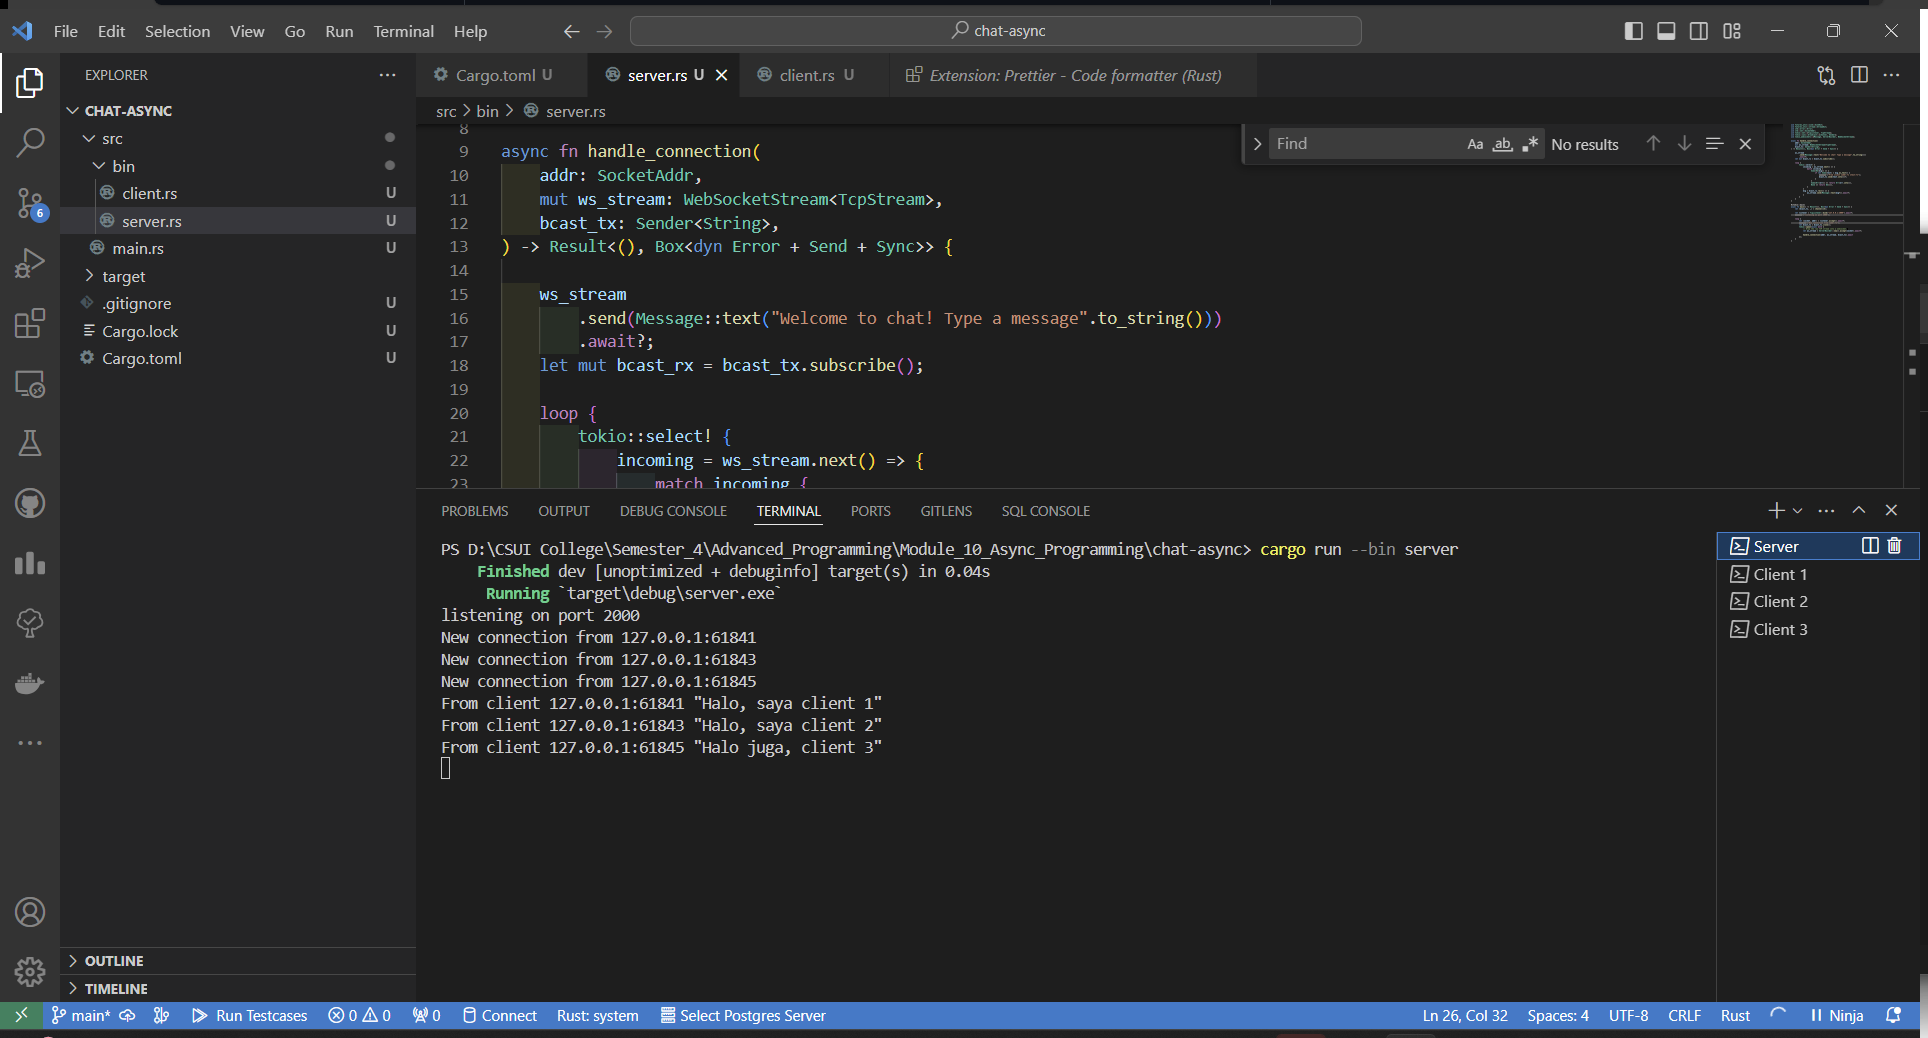 File Edit Selection View Go Run Terminal Help
chat-async
EXPLORER
CHAT-ASYNC
src
bin
client.rs U
server.rs U
main.rs U
target
.gitignore U
Cargo.lock U
Cargo.toml U
OUTLINE
TIMELINE
6
Cargo.toml U
server.rs U
client.rs U
Extension: Prettier - Code formatter (Rust)
src > bin > server.rs
Find
Aa ab No results
8
9 async fn handle_connection(
10 addr: SocketAddr,
11 mut ws_stream: WebSocketStream<TcpStream>,
12 bcast_tx: Sender<String>,
13 ) -> Result<(), Box<dyn Error + Send + Sync>> {
14
15 ws_stream
16 .send(Message::text("Welcome to chat! Type a message".to_string()))
17 .await?;
18 let mut bcast_rx = bcast_tx.subscribe();
19
20 loop {
21 tokio::select! {
22 incoming = ws_stream.next() => {
23 match incoming {
PROBLEMS OUTPUT DEBUG CONSOLE TERMINAL PORTS GITLENS SQL CONSOLE
PS D:\CSUI College\Semester_4\Advanced_Programming\Module_10_Async_Programming\chat-async> cargo run --bin server
Finished dev [unoptimized + debuginfo] target(s) in 0.04s
Running `target\debug\server.exe`
listening on port 2000
New connection from 127.0.0.1:61841
New connection from 127.0.0.1:61843
New connection from 127.0.0.1:61845
From client 127.0.0.1:61841 "Halo, saya client 1"
From client 127.0.0.1:61843 "Halo, saya client 2"
From client 127.0.0.1:61845 "Halo juga, client 3"
Server
Client 1
Client 2
Client 3
main* Run Testcases 0 0 0 Connect Rust: system Select Postgres Server
Ln 26, Col 32 Spaces: 4 UTF-8 CRLF Rust Ninja